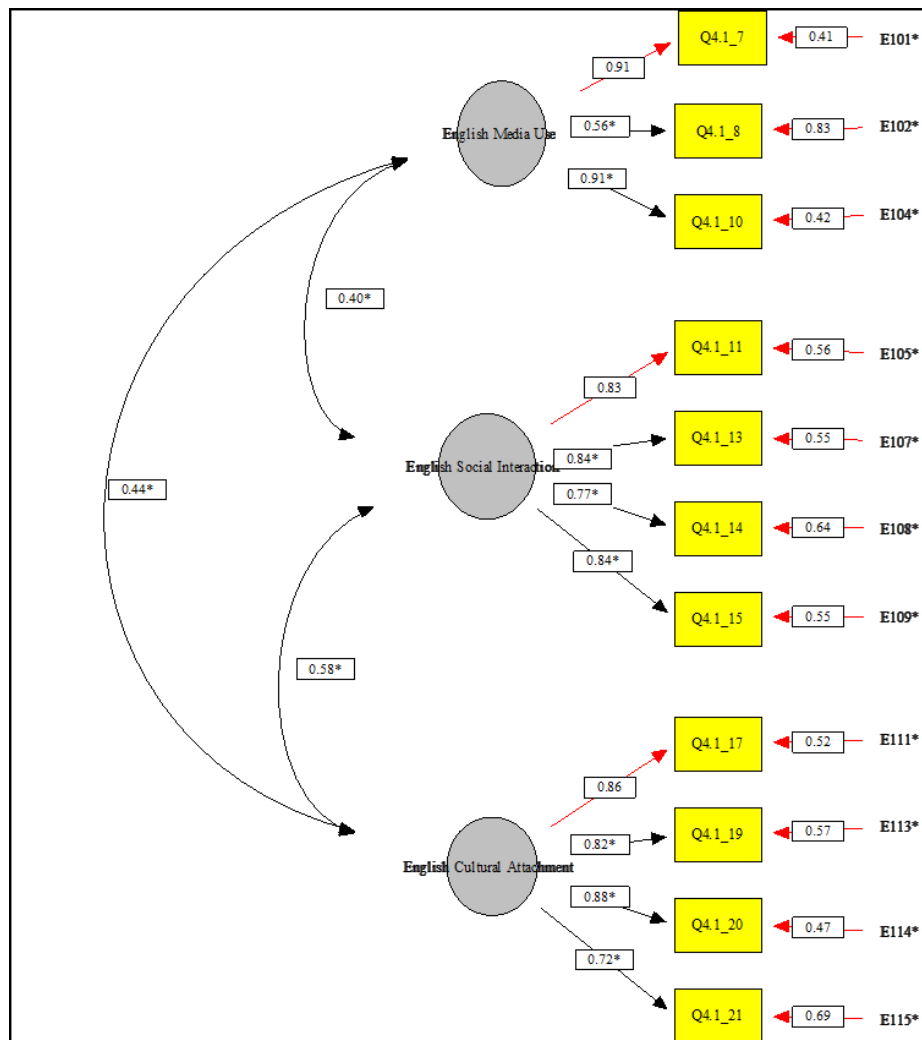 Q4.1_7
0.41
E101*
0.91
English Media Use
0.56*
Q4.1_8
0.83
E102*
0.91*
Q4.1_10
0.42
E104*
0.40*
Q4.1_11
0.56
E105*
0.83
English Social Interaction
0.84*
Q4.1_13
0.55
E107*
0.44*
0.77*
Q4.1_14
0.64
E108*
0.84*
Q4.1_15
0.55
E109*
0.58*
Q4.1_17
0.52
E111*
0.86
English Cultural Attachment
0.82*
Q4.1_19
0.57
E113*
0.88*
Q4.1_20
0.47
E114*
0.72*
Q4.1_21
0.69
E115*